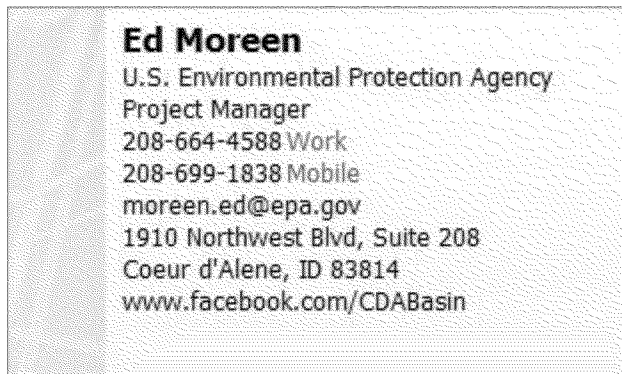 Ed Moreen
U.S. Environmental Protection Agency
Project Manager
208-664-4588 Work
208-699-1838 Mobile
moreen.ed@epa.gov
1910 Northwest Blvd, Suite 208
Coeur d'Alene, ID 83814
www.facebook.com/CDABasin